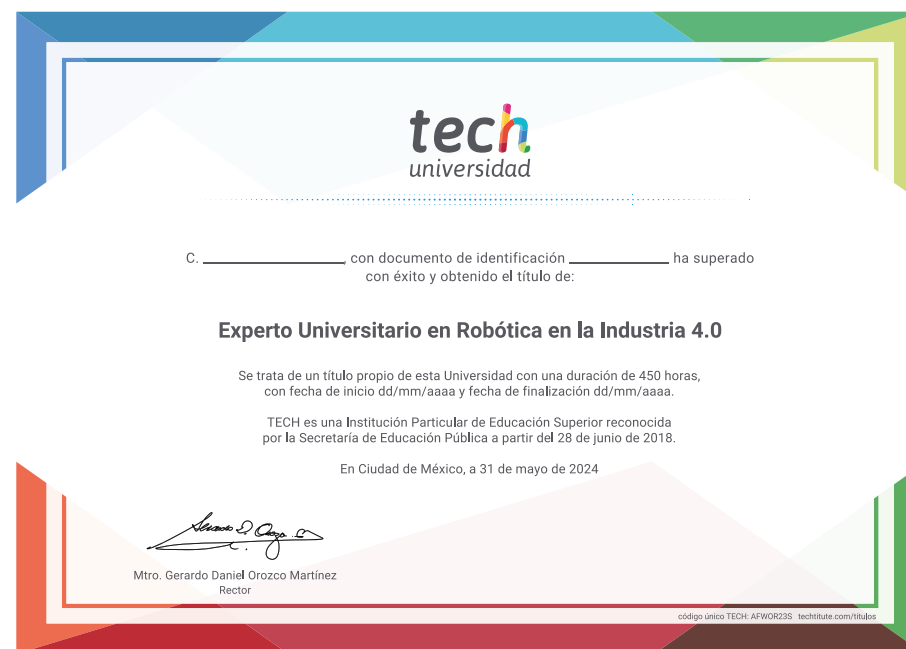 tech
universidad
C. ____________, con documento de identificación ____________ ha superado
con éxito y obtenido el título de:
Experto Universitario en Robótica en la Industria 4.0
Se trata de un título propio de esta Universidad con una duración de 450 horas,
con fecha de inicio dd/mm/aaaa y fecha de finalización dd/mm/aaaa.
TECH es una Institución Particular de Educación Superior reconocida
por la Secretaría de Educación Pública a partir del 28 de junio de 2018.
En Ciudad de México, a 31 de mayo de 2024
Mtro. Gerardo Daniel Orozco Martínez
Rector
código único TECH: AFWOR23S techtitute.com/titulos